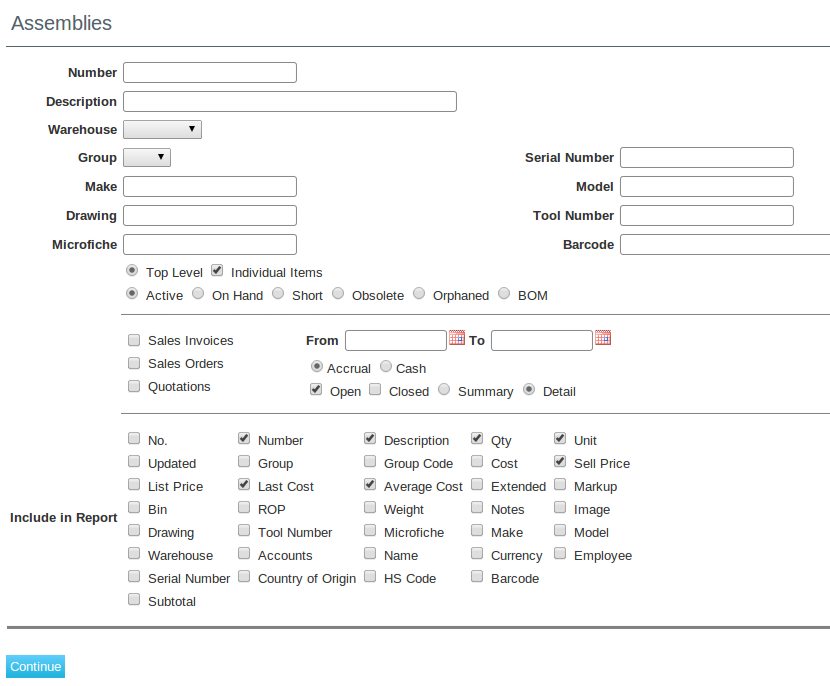 Assemblies
Number
Description
Warehouse
Group Serial Number
Make Model
Drawing Tool Number
Microfiche Barcode
Top Level Individual Items
Active On Hand Short Obsolete Orphaned BOM
Sales Invoices From To
Sales Orders Accrual Cash
Quotations Open Closed Summary Detail
No. Number Description Qty Unit
Updated Group Group Code Cost Sell Price
List Price Last Cost Average Cost Extended Markup
Bin ROP Weight Notes Image
Include in Report
Drawing Tool Number Microfiche Make Model
Warehouse Accounts Name Currency Employee
Serial Number Country of Origin HS Code Barcode
Subtotal
Continue